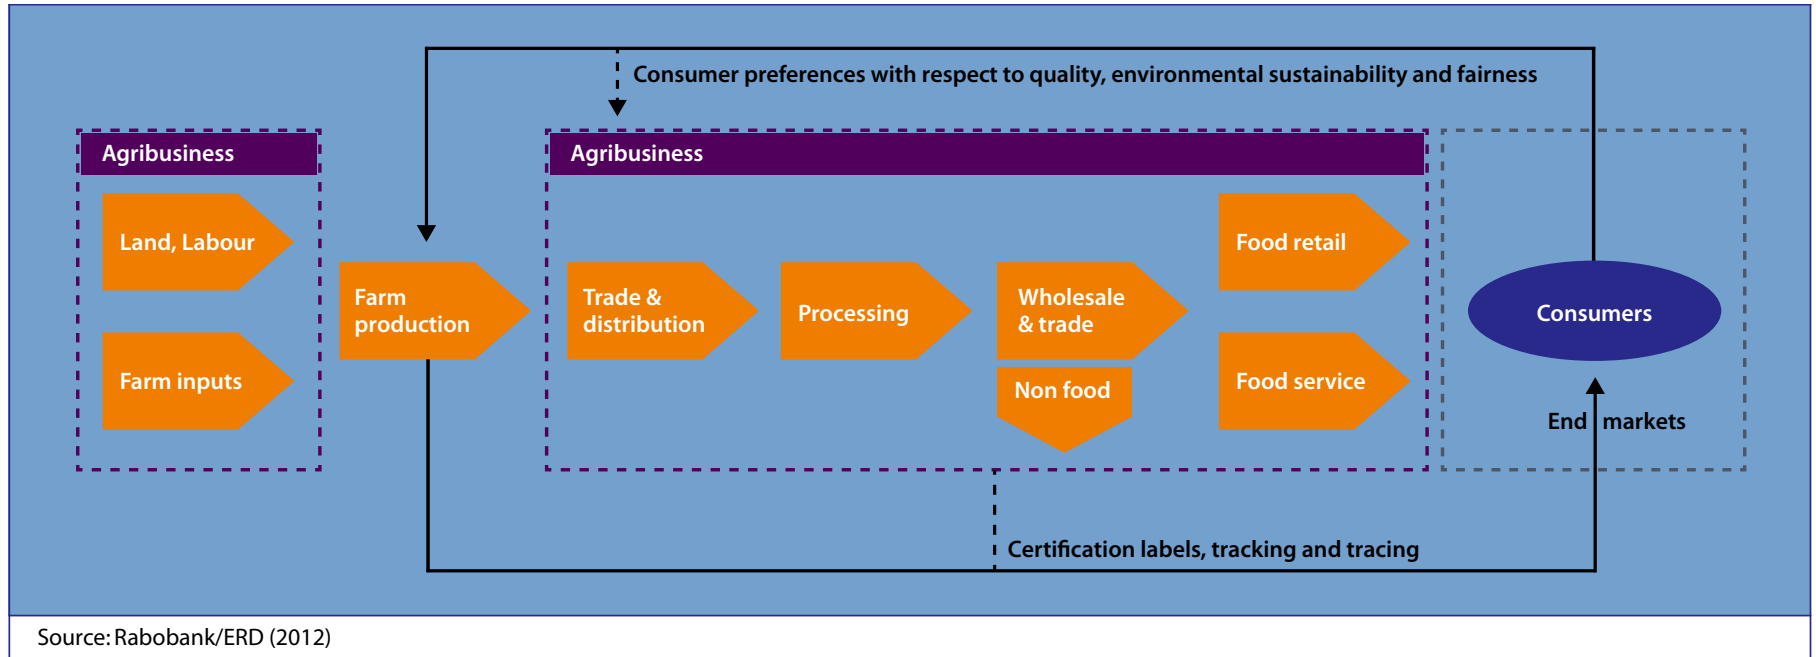 Consumer preferences with respect to quality, environmental sustainability and fairness
Agribusiness
Land, Labour
Farm inputs
Farm
production
Agribusiness
Trade &
distribution
Processing
Wholesale
& trade
Non food
Food retail
Food service
Consumers
End markets
Certification labels, tracking and tracing
Source: Rabobank/ERD (2012)